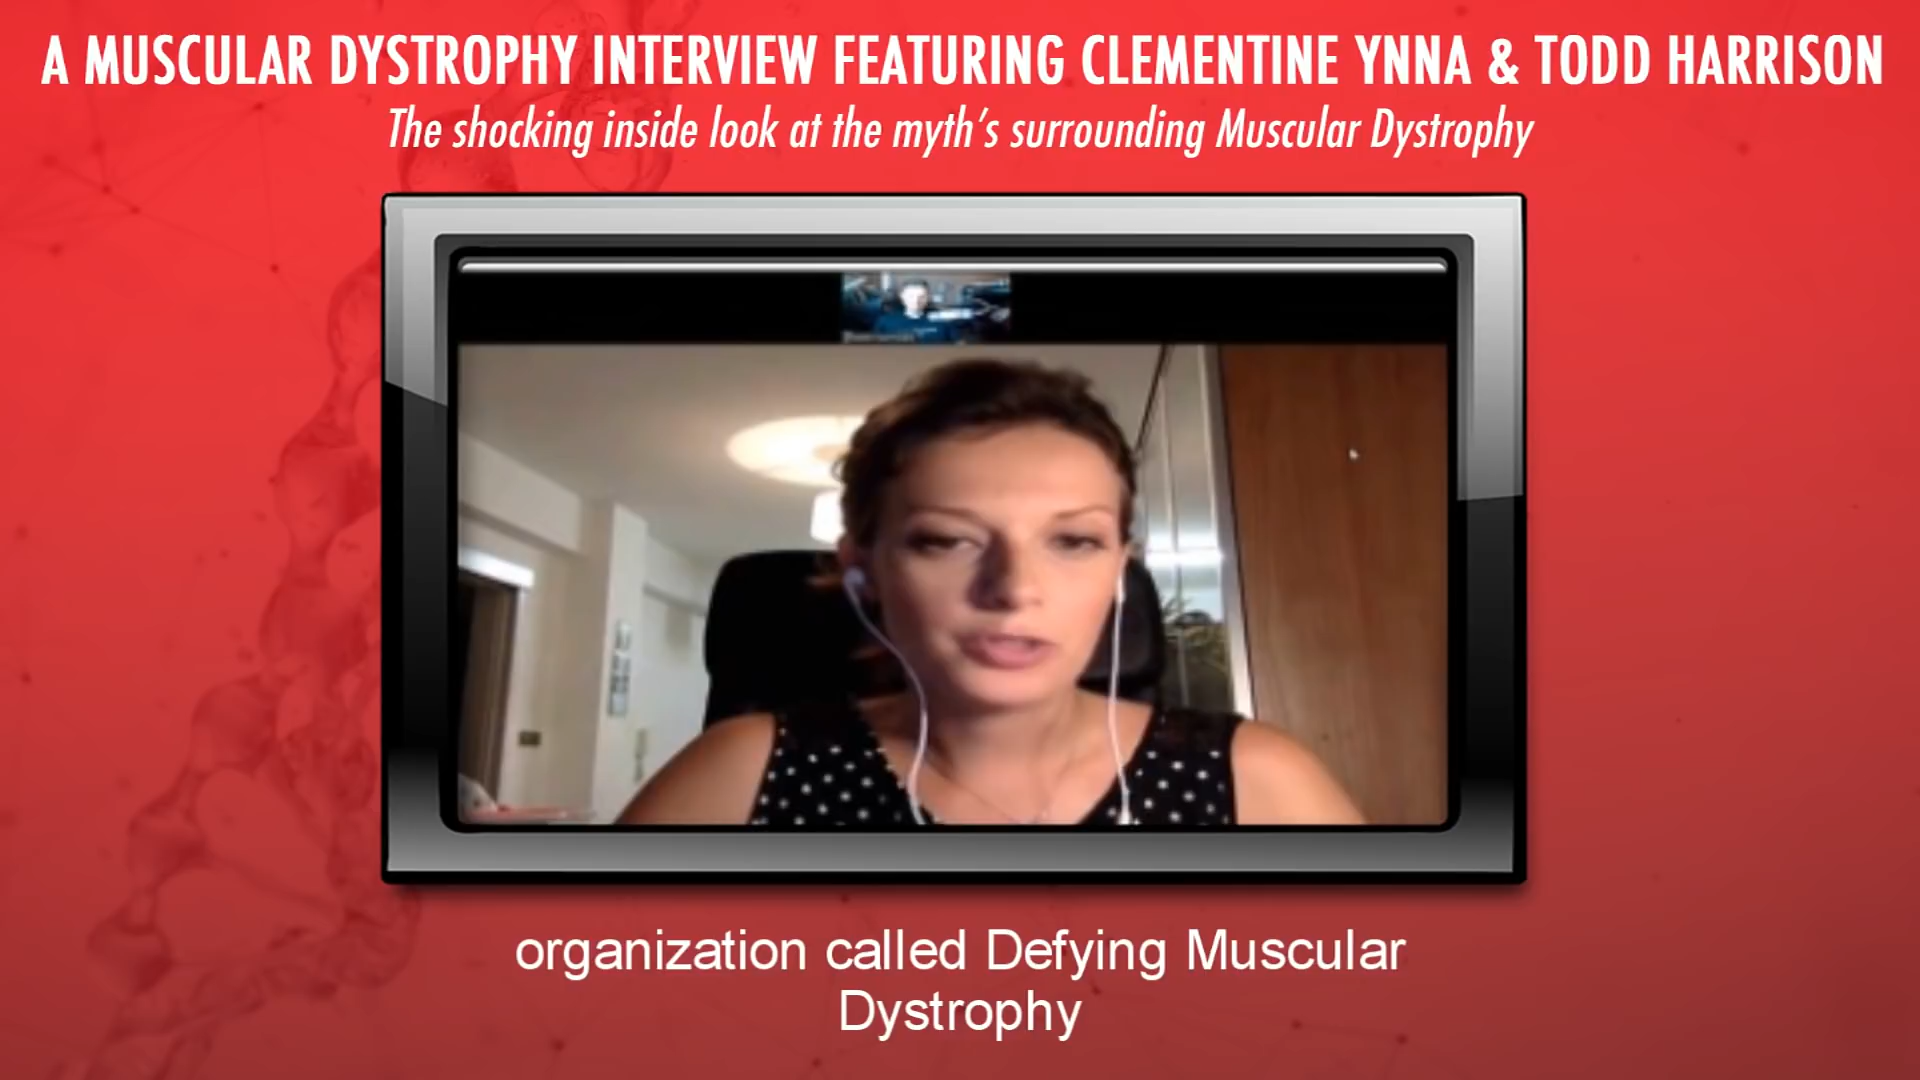 A MUSCULAR DYSTROPHY INTERVIEW FEATURING CLEMENTINE YNNA & TODD HARRISON
The shocking inside look at the myth's surrounding Muscular Dystrophy
organization called Defying Muscular
Dystrophy